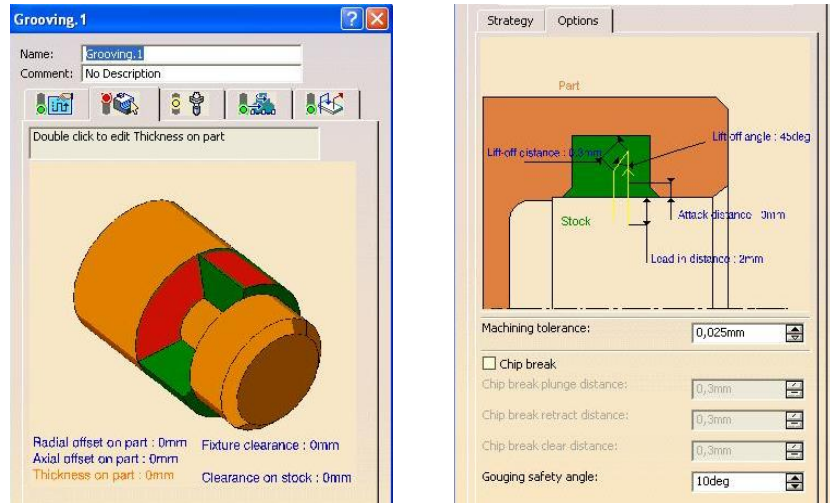 Grooving.1
Name: Grooving.1
Comment: No Description
Double click to edit Thickness on part
Radial offset on part : 0mm
Fixture clearance : 0mm
Axial offset on part : 0mm
Thickness on part : 0mm
Clearance on stock : 0mm
Strategy Options
Part
Lift-off angle : 45deg
Lift-off distance : 0.3mm
Stock
Attack distance : 3mm
Lead in distance : 2mm
Machining tolerance: 0,025mm
Chip break
Chip break plunge distance: 0,3mm
Chip break retract distance: 0,3mm
Chip break clear distance: 0,3mm
Gouging safety angle: 10deg